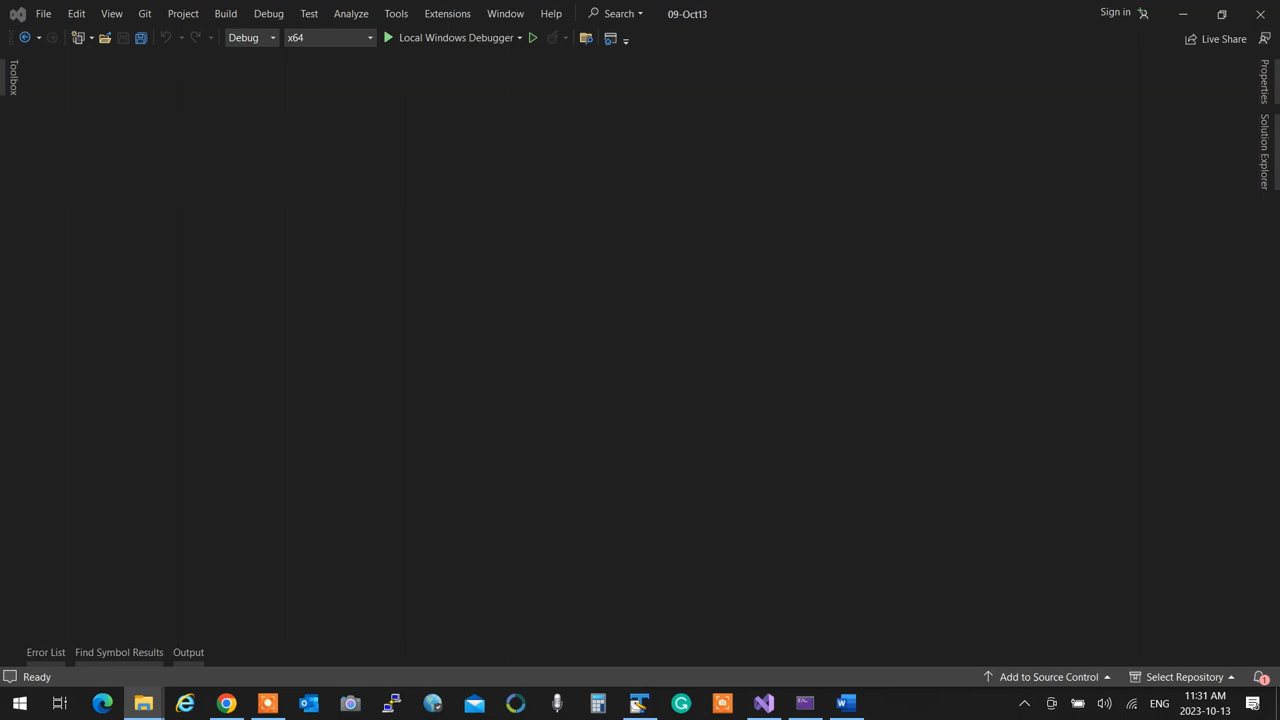 File Edit View Git Project Build Debug Test Analyze Tools Extensions Window Help Search 09-Oct13 Sign in
Debug x64 Local Windows Debugger Live Share
Toolbox
Properties
Solution Explorer
Error List Find Symbol Results Output
Ready Add to Source Control Select Repository 1
ENG 11:31 AM
2023-10-13